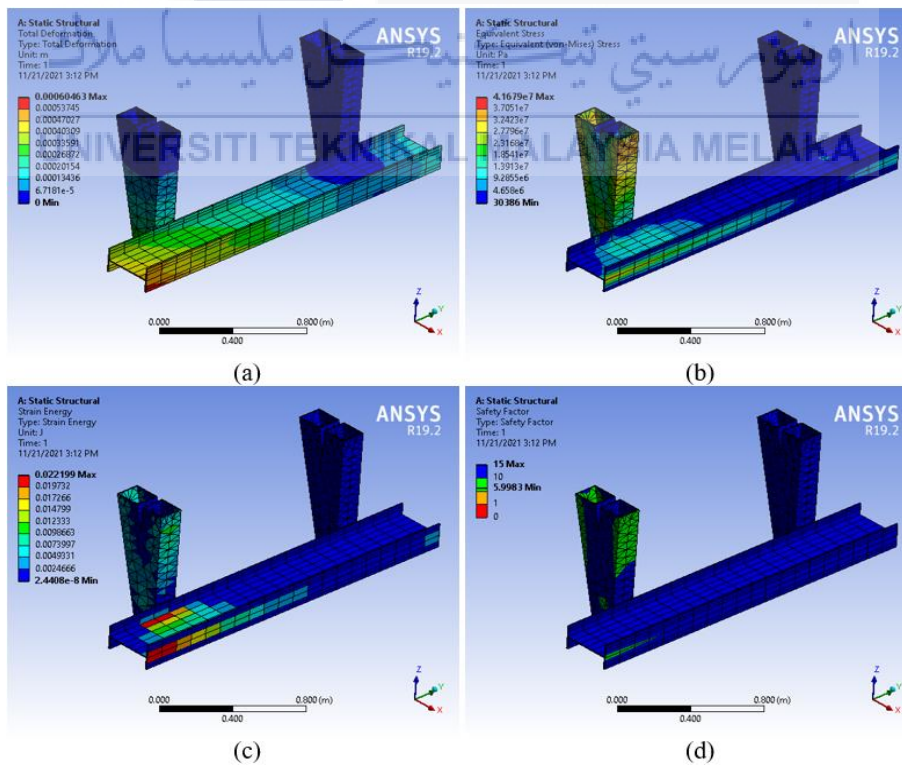 A: Static Structural
Total Deformation
Type: Total Deformation
Unit: m
Time: 1
11/21/2021 3:12 PM
0.00060463 Max
0.00053745
0.00047027
0.00040309
0.00033591
0.00026872
0.00020154
0.00013436
6.7181e-5
0 Min
ANSYS
R19.2
0.000
0.400
0.800 (m)
Z
Y
X
(a)
A: Static Structural
Equivalent Stress
Type: Equivalent (von-Mises) Stress
Unit: Pa
Time: 1
11/21/2021 3:12 PM
4.1679e7 Max
3.7051e7
3.2423e7
2.7796e7
2.3168e7
1.8541e7
1.3913e7
9.2855e6
4.658e6
30386 Min
ANSYS
R19.2
0.000
0.400
0.800 (m)
Z
Y
X
(b)
اونيۏرسيتي تيكنيكل مليسيا ملاك
UNIVERSITI TEKNIKAL MALAYSIA MELAKA
A: Static Structural
Strain Energy
Type: Strain Energy
Unit: J
Time: 1
11/21/2021 3:12 PM
0.022199 Max
0.019732
0.017266
0.014799
0.012333
0.0098663
0.0073997
0.0049331
0.0024666
2.4408e-8 Min
ANSYS
R19.2
0.000
0.400
0.800 (m)
Z
Y
X
(c)
A: Static Structural
Safety Factor
Type: Safety Factor
Time: 1
11/21/2021 3:12 PM
15 Max
10
5.9983 Min
1
0
ANSYS
R19.2
0.000
0.400
0.800 (m)
Z
Y
X
(d)